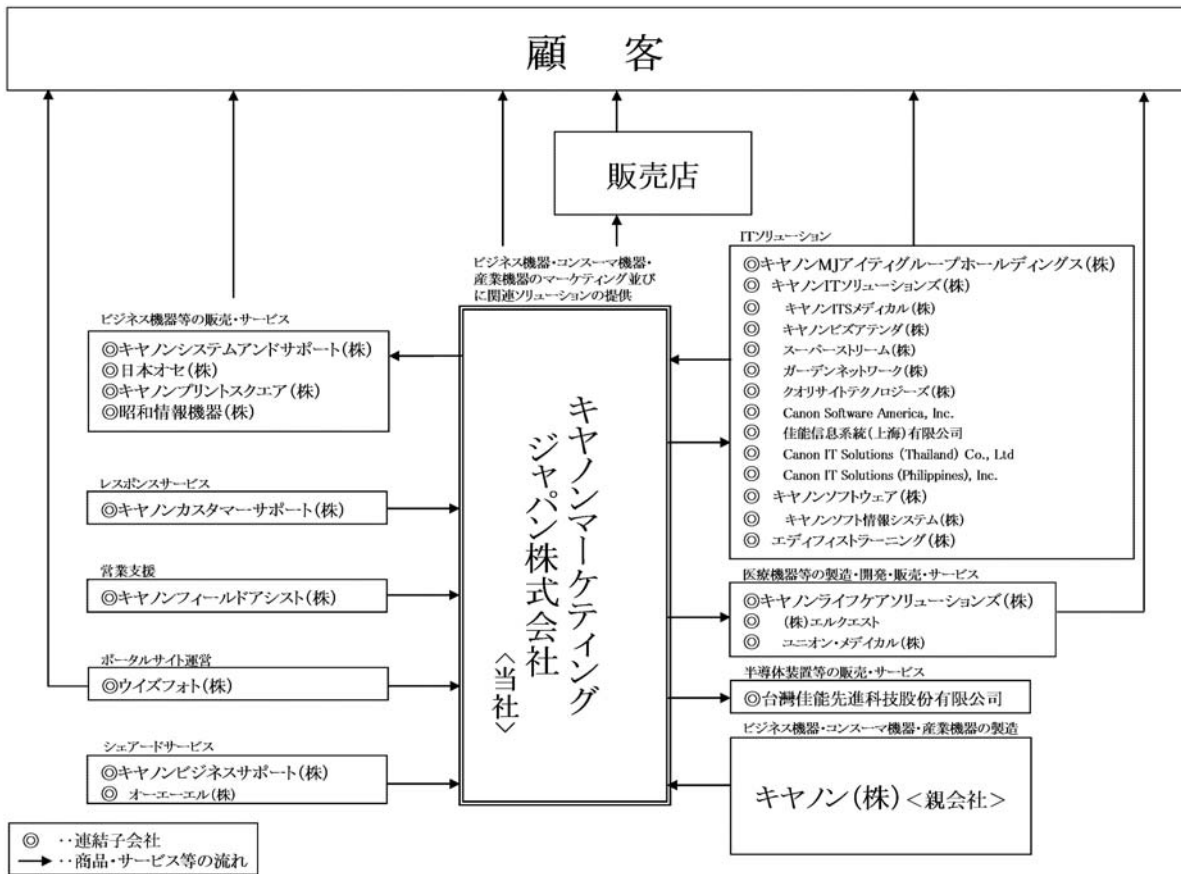 顧 客
販売店
ビジネス機器・コンスーマ機器・
産業機器のマーケティング並び
に関連ソリューションの提供
キヤノンマーケティング
ジャパン株式会社
〈当社〉
ビジネス機器等の販売・サービス
◎キヤノンシステムアンドサポート(株)
◎日本オセ(株)
◎キヤノンプリントスクエア(株)
◎昭和情報機器(株)
レスポンスサービス
◎キヤノンカスタマーサポート(株)
営業支援
◎キヤノンフィールドアシスト(株)
ポータルサイト運営
◎ウイズフォト(株)
シェアードサービス
◎キヤノンビジネスサポート(株)
◎ オーエーエル(株)
ITソリューション
◎キヤノンMJアイティグループホールディングス(株)
◎ キヤノンITソリューションズ(株)
◎ キヤノンITSメディカル(株)
◎ キヤノンビズアテンダ(株)
◎ スーパーストリーム(株)
◎ ガーデンネットワーク(株)
◎ クオリサイトテクノロジーズ(株)
◎ Canon Software America, Inc.
◎ 佳能信息系統(上海)有限公司
◎ Canon IT Solutions (Thailand) Co., Ltd
◎ Canon IT Solutions (Philippines), Inc.
◎ キヤノンソフトウェア(株)
◎ キヤノンソフト情報システム(株)
◎ エディフィストラーニング(株)
医療機器等の製造・開発・販売・サービス
◎キヤノンライフケアソリューションズ(株)
◎ (株)エルクエスト
◎ ユニオン・メデイカル(株)
半導体装置等の販売・サービス
◎台灣佳能先進科技股份有限公司
ビジネス機器・コンスーマ機器・産業機器の製造
キヤノン(株)<親会社>
◎ ‥連結子会社
→ ‥商品・サービス等の流れ